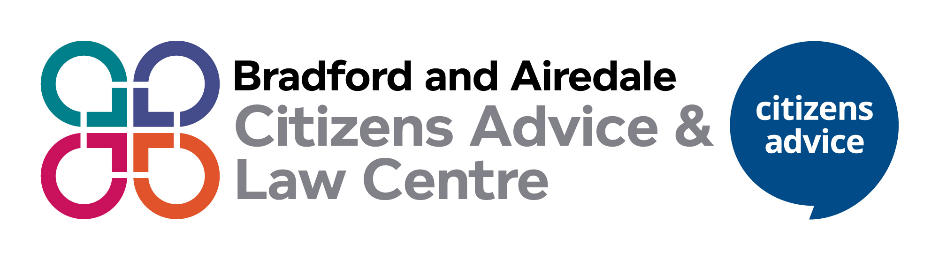 Bradford and Airedale
Citizens Advice &
Law Centre
citizens
advice